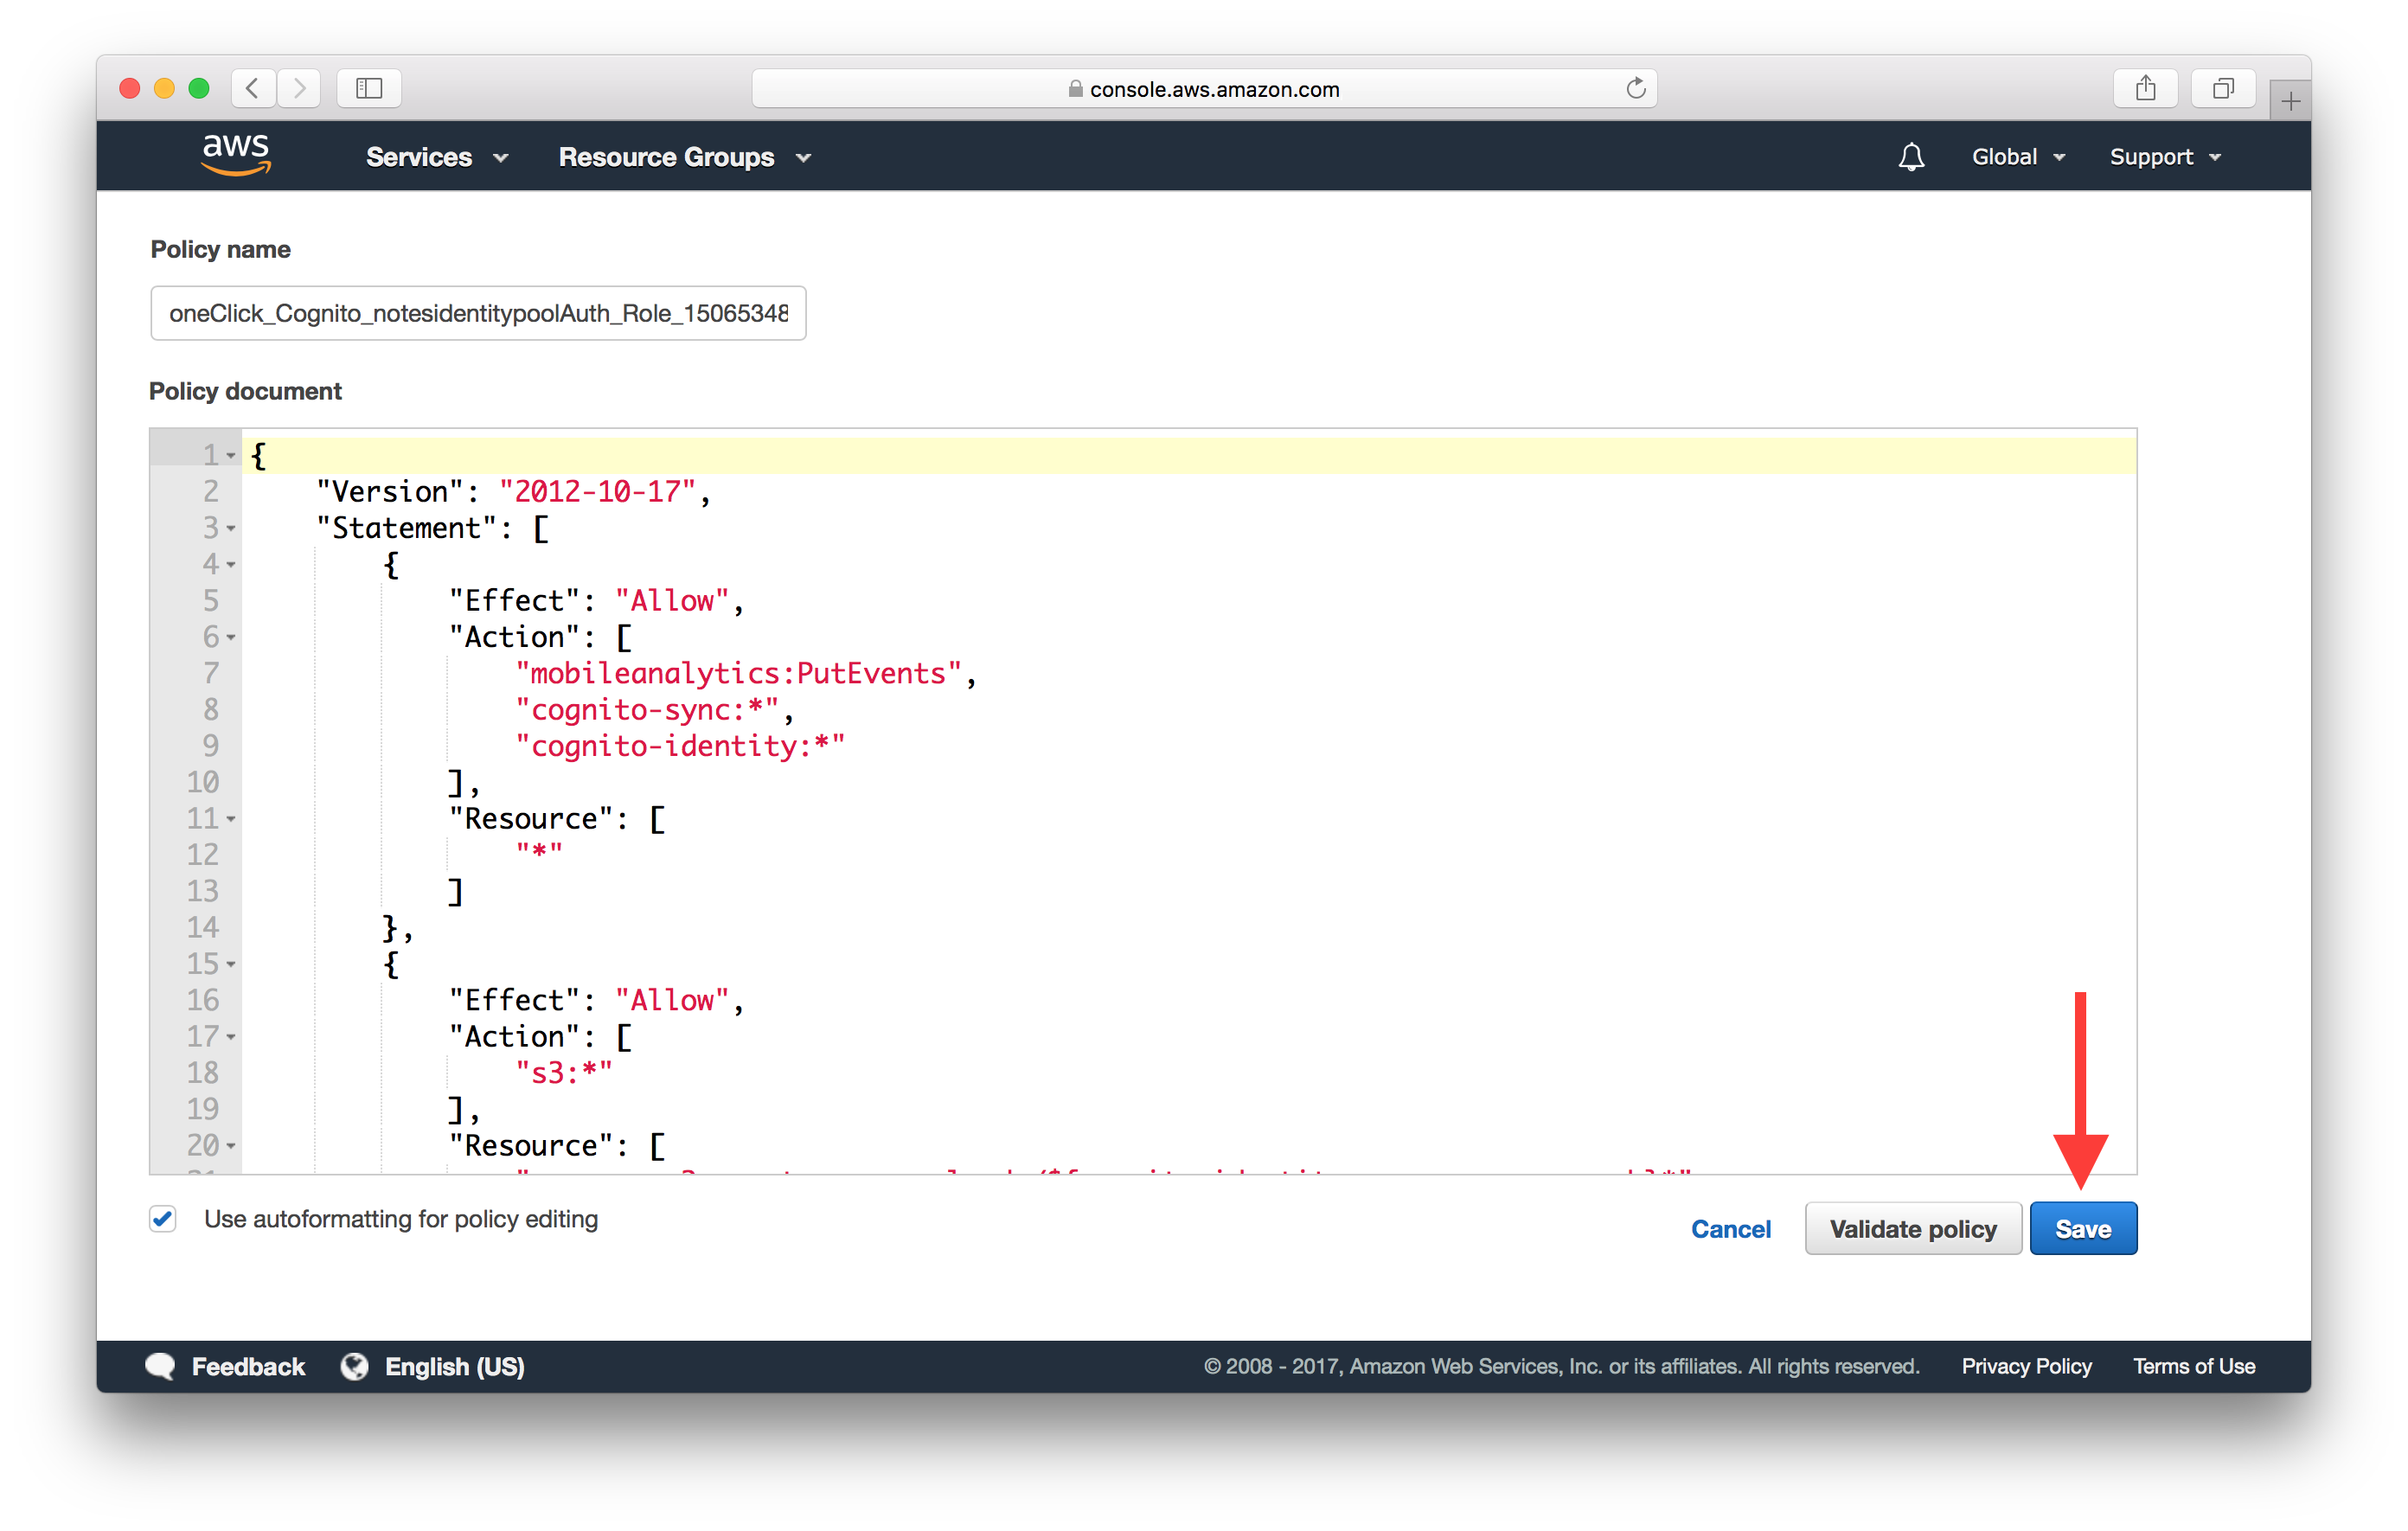 console.aws.amazon.com
aws Services Resource Groups Global Support
Policy name
oneClick_Cognito_notesidentitypoolAuth_Role_15065348
Policy document
1 {
2 "Version": "2012-10-17",
3 "Statement": [
4 {
5 "Effect": "Allow",
6 "Action": [
7 "mobileanalytics:PutEvents",
8 "cognito-sync:*",
9 "cognito-identity:*"
10 ],
11 "Resource": [
12 "*"
13 ]
14 },
15 {
16 "Effect": "Allow",
17 "Action": [
18 "s3:*"
19 ],
20 "Resource": [
Use autoformatting for policy editing
Cancel Validate policy Save
Feedback English (US) © 2008 - 2017, Amazon Web Services, Inc. or its affiliates. All rights reserved. Privacy Policy Terms of Use